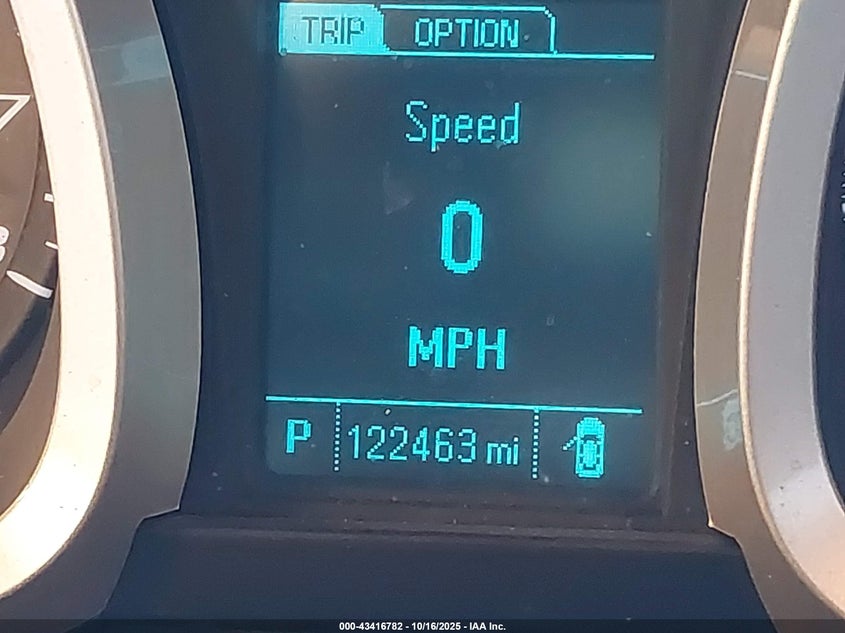 TRIP OPTION
Speed
0
MPH
P 122463 mi
000-43416782 - 10/16/2025 - IAA Inc.